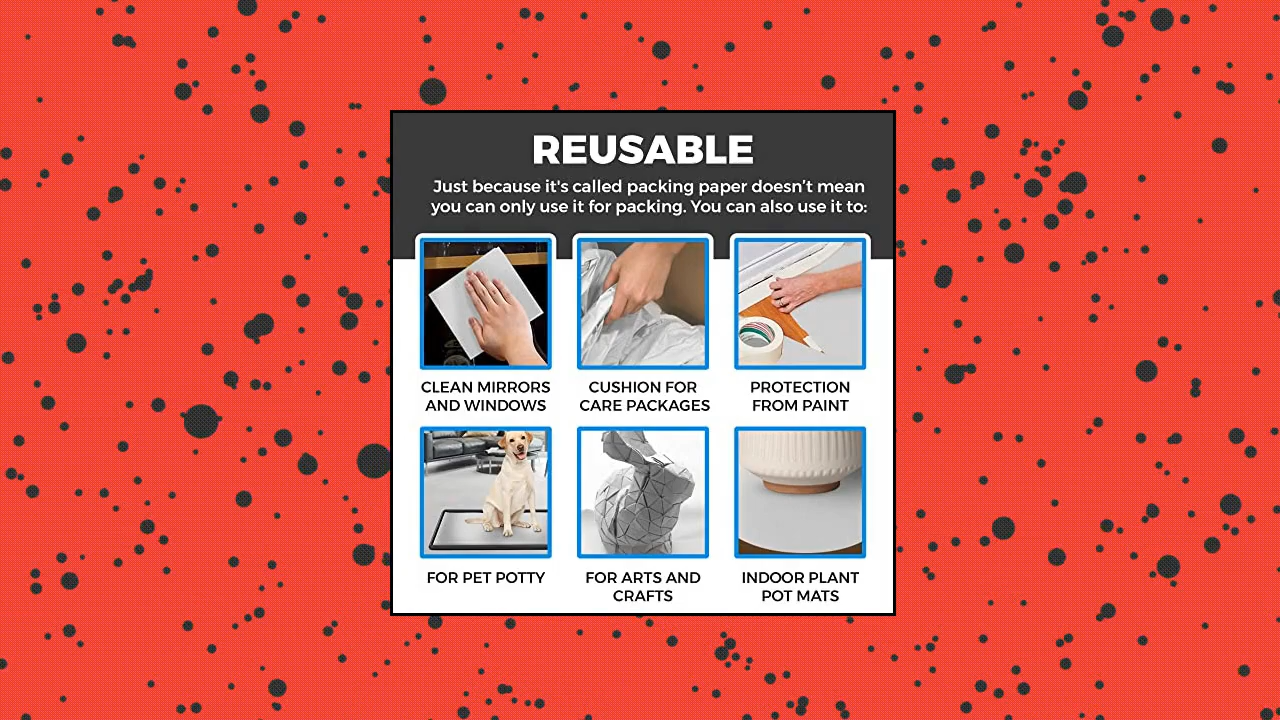 REUSABLE
Just because it's called packing paper doesn’t mean
you can only use it for packing. You can also use it to:
CLEAN MIRRORS
AND WINDOWS
CUSHION FOR
CARE PACKAGES
PROTECTION
FROM PAINT
FOR PET POTTY
FOR ARTS AND
CRAFTS
INDOOR PLANT
POT MATS